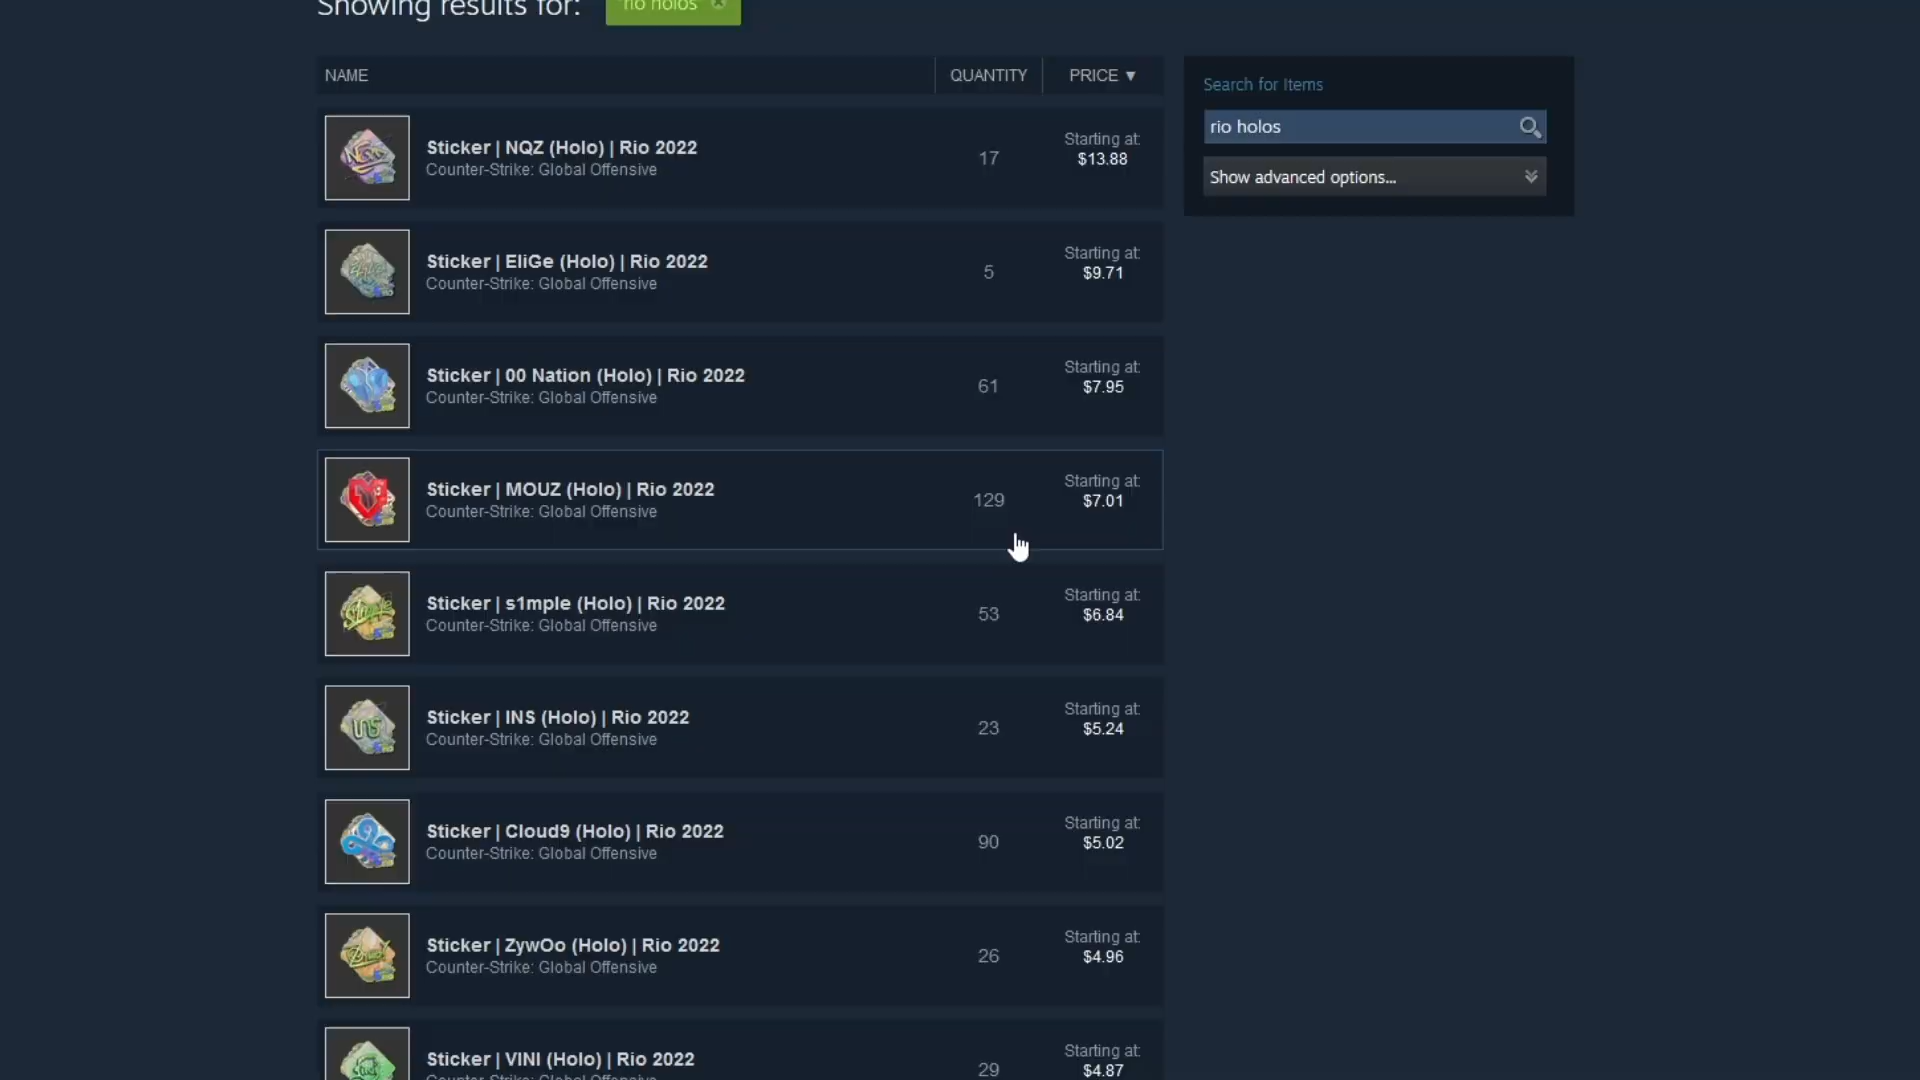 Showing results for: "rio holos"
NAME QUANTITY PRICE ▼
Sticker | NQZ (Holo) | Rio 2022
Counter-Strike: Global Offensive
17
Starting at:
$13.88
Sticker | EliGe (Holo) | Rio 2022
Counter-Strike: Global Offensive
5
Starting at:
$9.71
Sticker | 00 Nation (Holo) | Rio 2022
Counter-Strike: Global Offensive
61
Starting at:
$7.95
Sticker | MOUZ (Holo) | Rio 2022
Counter-Strike: Global Offensive
129
Starting at:
$7.01
Sticker | s1mple (Holo) | Rio 2022
Counter-Strike: Global Offensive
53
Starting at:
$6.84
Sticker | INS (Holo) | Rio 2022
Counter-Strike: Global Offensive
23
Starting at:
$5.24
Sticker | Cloud9 (Holo) | Rio 2022
Counter-Strike: Global Offensive
90
Starting at:
$5.02
Sticker | ZywOo (Holo) | Rio 2022
Counter-Strike: Global Offensive
26
Starting at:
$4.96
Sticker | VINI (Holo) | Rio 2022
Counter-Strike: Global Offensive
29
Starting at:
$4.87
Search for Items
rio holos
Show advanced options...